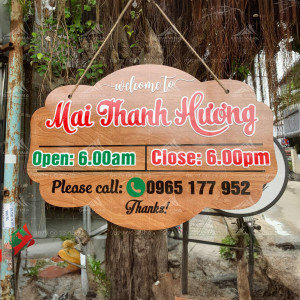 welcome to
Mai Thanh Hương
Open: 6.00am Close: 6.00pm
Please call: 0965 177 952
Thanks!